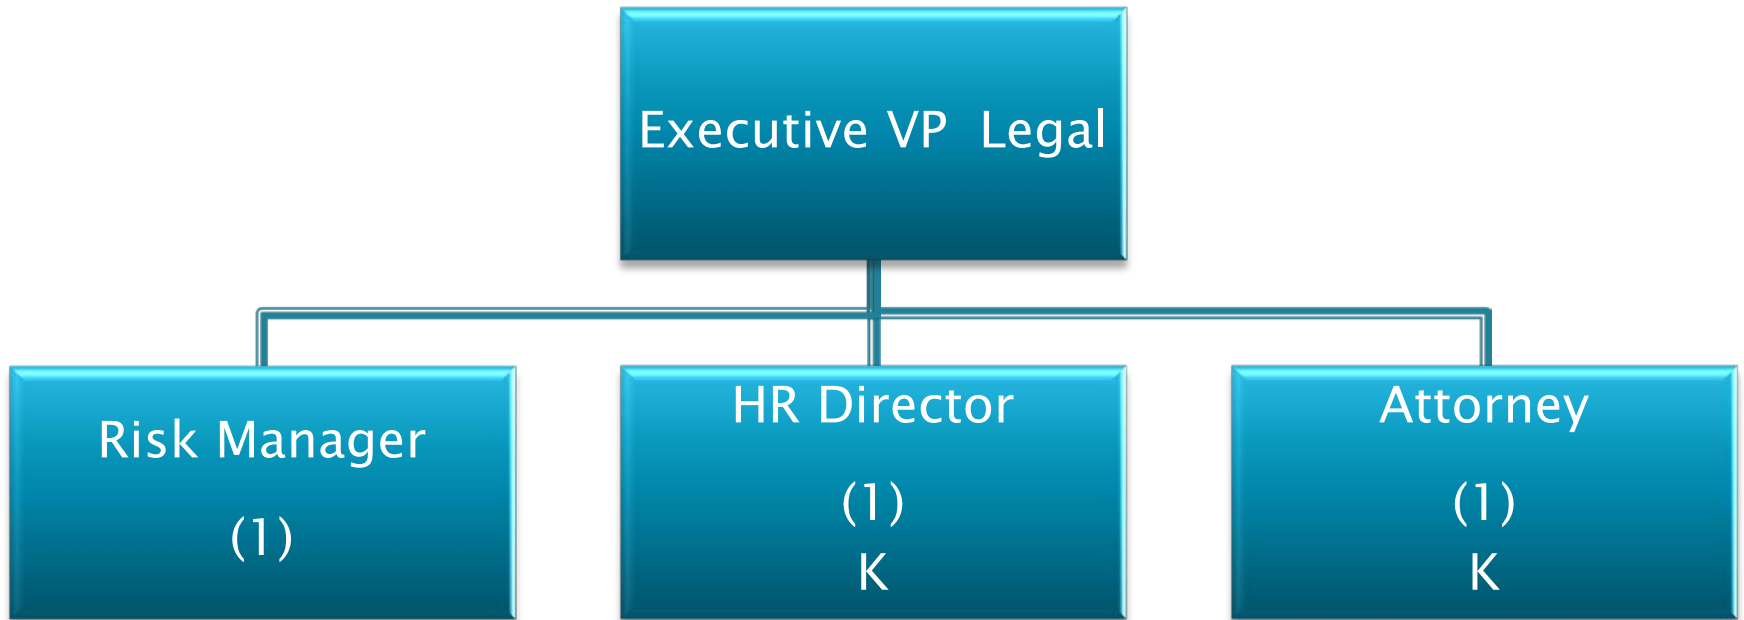 Executive VP  Legal
Risk Manager
(1)
HR Director
(1)
K
Attorney
(1)
K